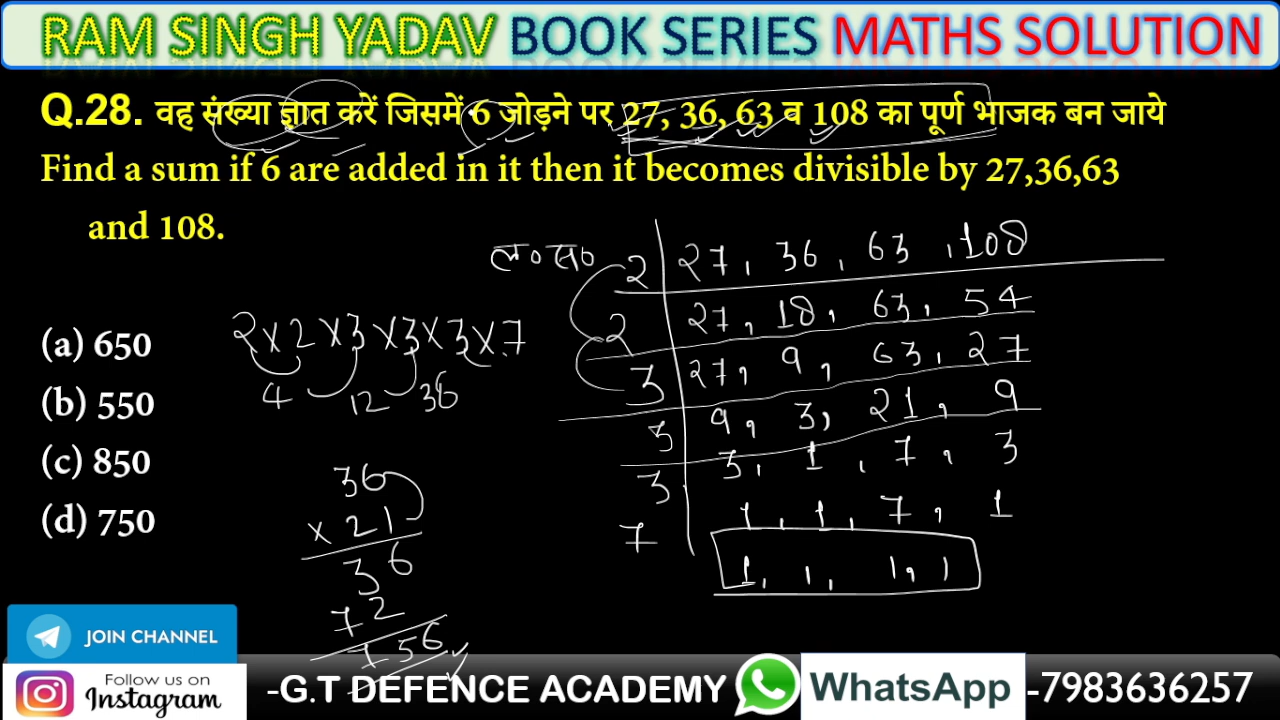 RAM SINGH YADAV BOOK SERIES MATHS SOLUTION
Q.28. वह संख्या ज्ञात करें जिसमें 6 जोड़ने पर 27, 36, 63 व 108 का पूर्ण भाजक बन जाये
Find a sum if 6 are added in it then it becomes divisible by 27,36,63
and 108.
(a) 650
(b) 550
(c) 850
(d) 750
ल०स०
2 | 27, 36, 63, 108
2 | 27, 18, 63, 54
3 | 27, 9, 63, 27
3 | 9, 3, 21, 9
3 | 3, 1, 7, 3
7 | 1, 1, 7, 1
1, 1, 1, 1
2 × 2 × 3 × 3 × 3 × 7
4 12 36
36
× 21
36
72
756
JOIN CHANNEL
Follow us on
Instagram
-G.T DEFENCE ACADEMY
WhatsApp
-7983636257